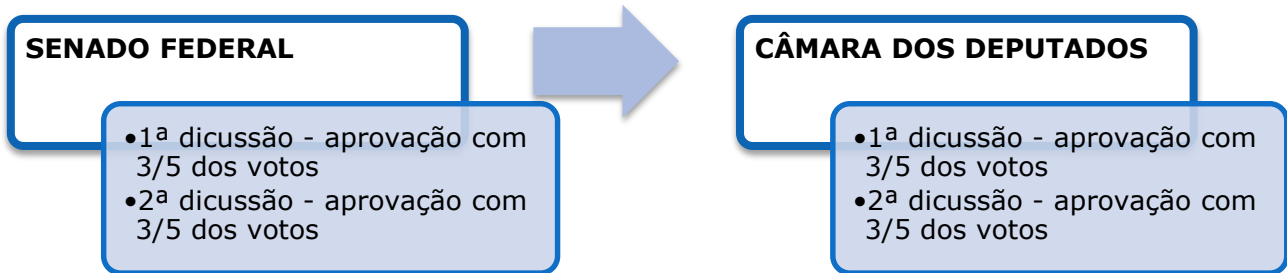 SENADO FEDERAL
•1ª dicussão - aprovação com
3/5 dos votos
•2ª dicussão - aprovação com
3/5 dos votos
CÂMARA DOS DEPUTADOS
•1ª dicussão - aprovação com
3/5 dos votos
•2ª dicussão - aprovação com
3/5 dos votos